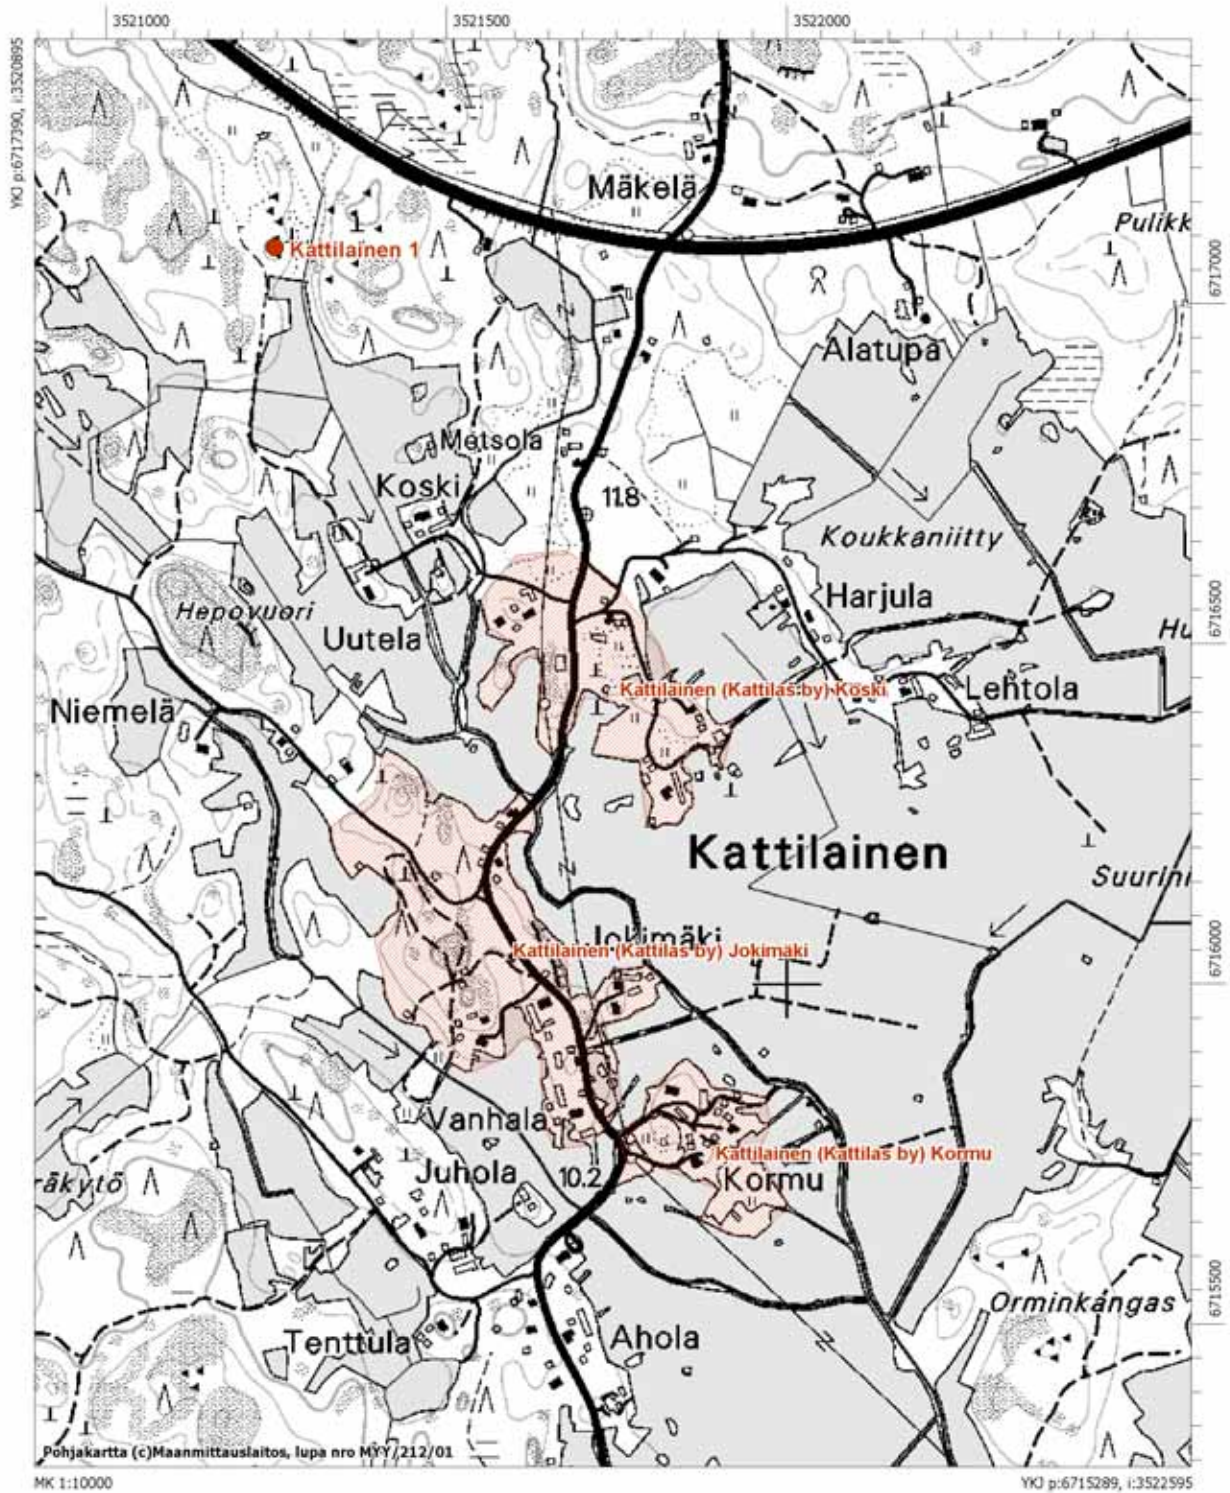 3521000
3521500
3522000
YKJ p:6717390, i:3520895
Mäkelä
Pulikk
Kattilainen 1
6717000
Alatupa
Metsola
Koski
118
Koukkaniitty
Hepovuori
Harjula
6716500
Uutela
Hu
Kattilainen (Kattilas by) Koski
Lehtola
Niemelä
Kattilainen
Suurini
Jokimäki
Kattilainen (Kattilas by) Jokimäki
6716000
Vanhala
Kattilainen (Kattilas by) Kormu
Juhola
10.2
Kormu
räkytö
6715500
Orminkangas
Tenttula
Ahola
Pohjakartta (c)Maanmittauslaitos, lupa nro MYY/212/01
MK 1:10000
YKJ p:6715289, i:3522595